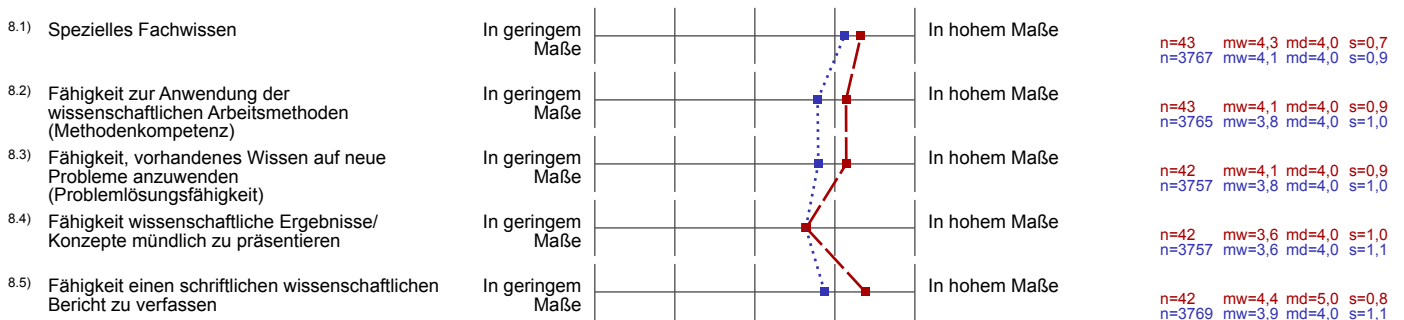 8.1) Spezielles Fachwissen
In geringem
Maße
In hohem Maße
n=43 mw=4,3 md=4,0 s=0,7
n=3767 mw=4,1 md=4,0 s=0,9
8.2) Fähigkeit zur Anwendung der
wissenschaftlichen Arbeitsmethoden
(Methodenkompetenz)
In geringem
Maße
In hohem Maße
n=43 mw=4,1 md=4,0 s=0,9
n=3765 mw=3,8 md=4,0 s=1,0
8.3) Fähigkeit, vorhandenes Wissen auf neue
Probleme anzuwenden
(Problemlösungsfähigkeit)
In geringem
Maße
In hohem Maße
n=42 mw=4,1 md=4,0 s=0,9
n=3757 mw=3,8 md=4,0 s=1,0
8.4) Fähigkeit wissenschaftliche Ergebnisse/
Konzepte mündlich zu präsentieren
In geringem
Maße
In hohem Maße
n=42 mw=3,6 md=4,0 s=1,0
n=3757 mw=3,6 md=4,0 s=1,1
8.5) Fähigkeit einen schriftlichen wissenschaftlichen
Bericht zu verfassen
In geringem
Maße
In hohem Maße
n=42 mw=4,4 md=5,0 s=0,8
n=3769 mw=3,9 md=4,0 s=1,1